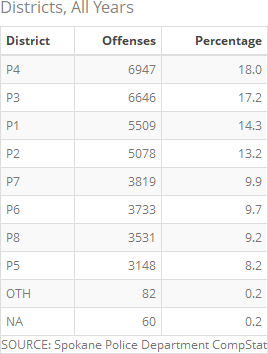 Districts, All Years
District Offenses Percentage
P4 6947 18.0
P3 6646 17.2
P1 5509 14.3
P2 5078 13.2
P7 3819 9.9
P6 3733 9.7
P8 3531 9.2
P5 3148 8.2
OTH 82 0.2
NA 60 0.2
SOURCE: Spokane Police Department CompStat